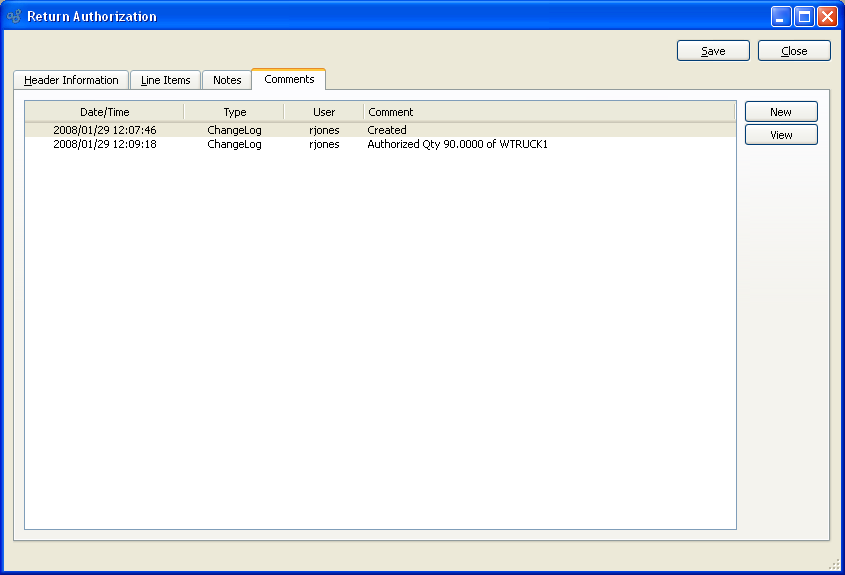 Return Authorization
Save Close
Header Information Line Items Notes Comments
Date/Time Type User Comment New
2008/01/29 12:07:46 ChangeLog rjones Created
View
2008/01/29 12:09:18 ChangeLog rjones Authorized Qty 90.0000 of WTRUCK1